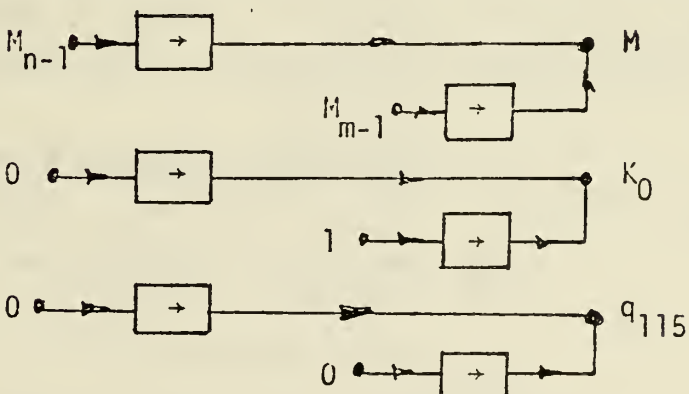 M_{n-1} → M
M_{m-1} →
0 → K_0
1 →
0 → q_{115}
0 →